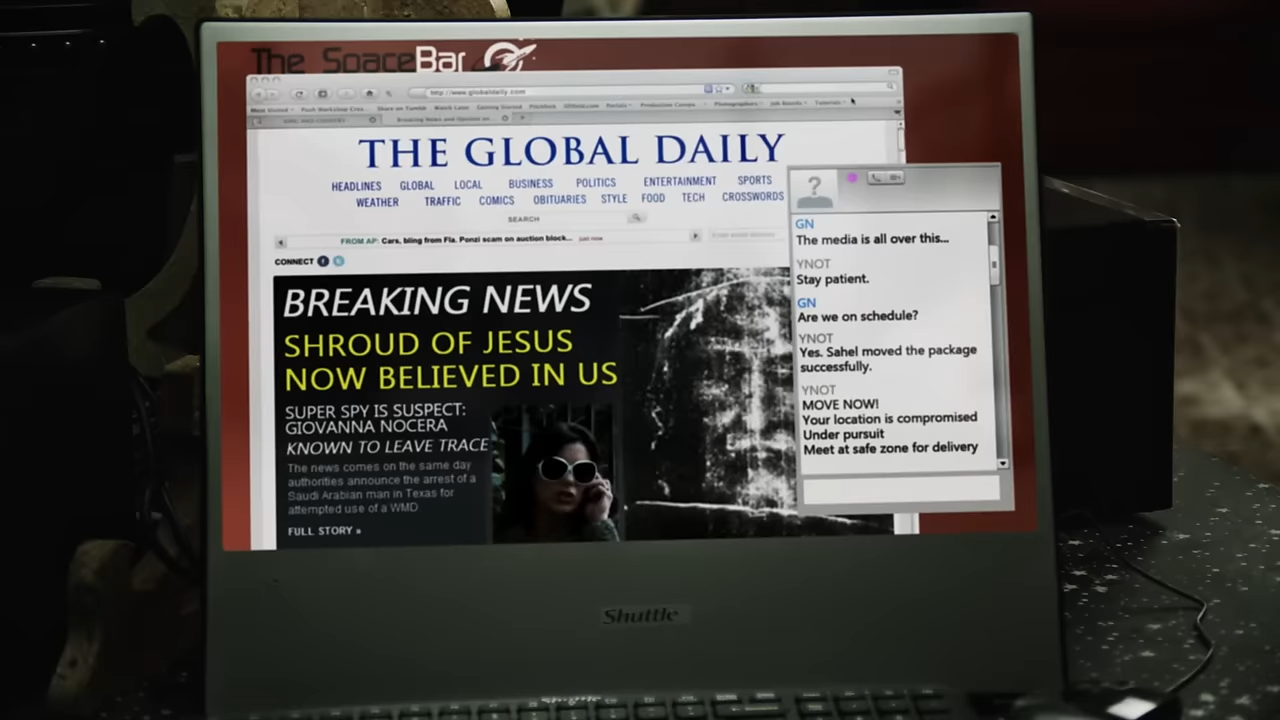 The SpaceBar
http://www.globaldaily.com
THE GLOBAL DAILY
HEADLINES GLOBAL LOCAL BUSINESS POLITICS ENTERTAINMENT SPORTS
WEATHER TRAFFIC COMICS OBITUARIES STYLE FOOD TECH CROSSWORDS
SEARCH
FROM AP: Cars, bling from Fla. Ponzi scam on auction block... just now
CONNECT
BREAKING NEWS
SHROUD OF JESUS
NOW BELIEVED IN US
SUPER SPY IS SUSPECT:
GIOVANNA NOCERA
KNOWN TO LEAVE TRACE
The news comes on the same day
authorities announce the arrest of a
Saudi Arabian man in Texas for
attempted use of a WMD
FULL STORY »
GN
The media is all over this...
YNOT
Stay patient.
GN
Are we on schedule?
YNOT
Yes. Sahel moved the package
successfully.
YNOT
MOVE NOW!
Your location is compromised
Under pursuit
Meet at safe zone for delivery
Shuttle